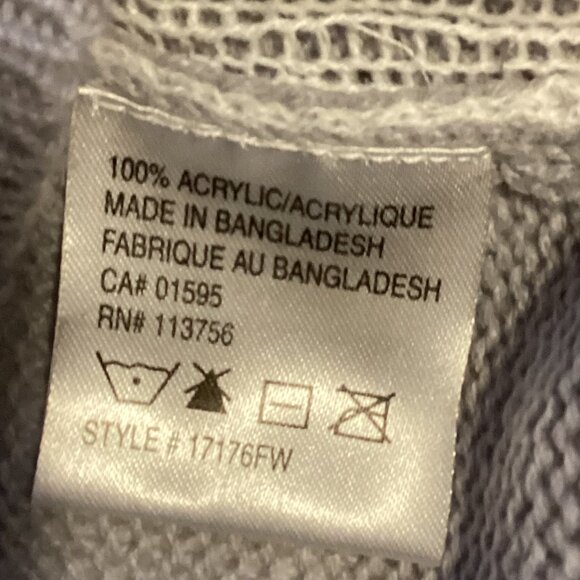 100% ACRYLIC/ACRYLIQUE
MADE IN BANGLADESH
FABRIQUE AU BANGLADESH
CA# 01595
RN# 113756
STYLE # 17176FW